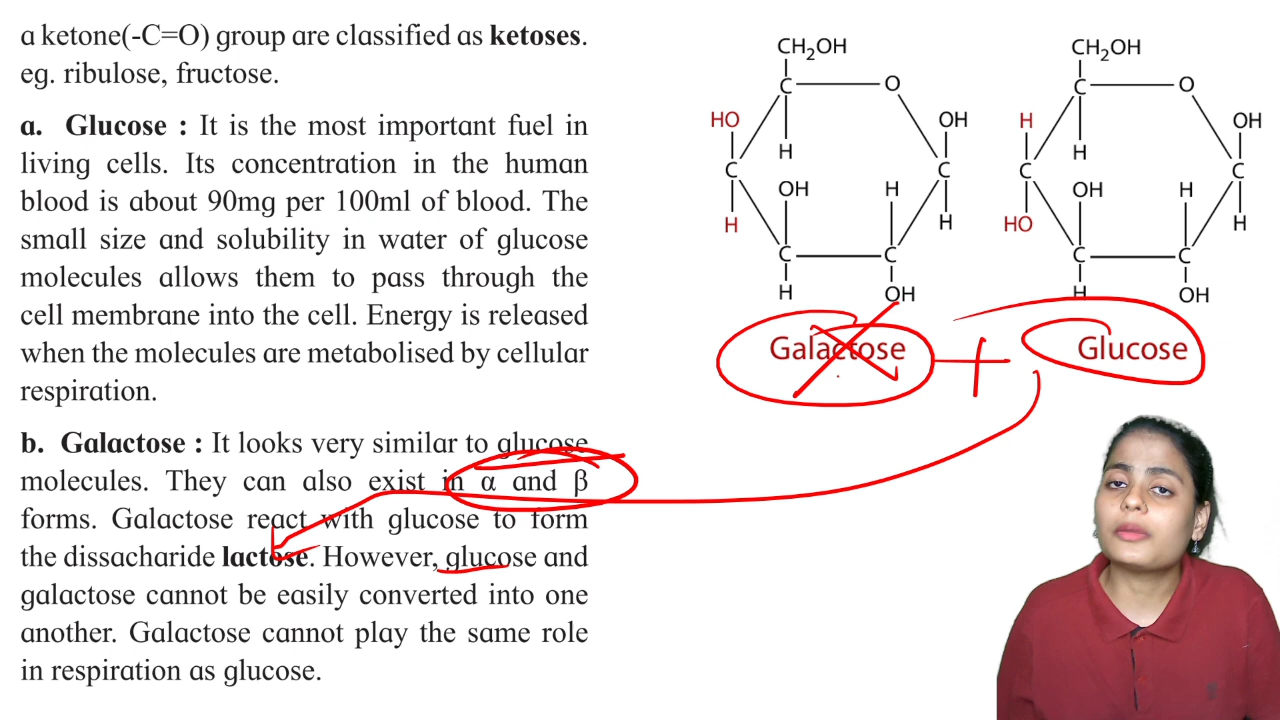 a ketone(-C=O) group are classified as ketoses.
eg. ribulose, fructose.
a. Glucose : It is the most important fuel in
living cells. Its concentration in the human
blood is about 90mg per 100ml of blood. The
small size and solubility in water of glucose
molecules allows them to pass through the
cell membrane into the cell. Energy is released
when the molecules are metabolised by cellular
respiration.
b. Galactose : It looks very similar to glucose
molecules. They can also exist in α and β
forms. Galactose react with glucose to form
the dissacharide lactose. However, glucose and
galactose cannot be easily converted into one
another. Galactose cannot play the same role
in respiration as glucose.
CH₂OH
C O
HO OH
H
C C
OH H
H H
C C
H OH
Galactose
+
CH₂OH
C O
H OH
H
C C
OH H
HO H
C C
H OH
Glucose